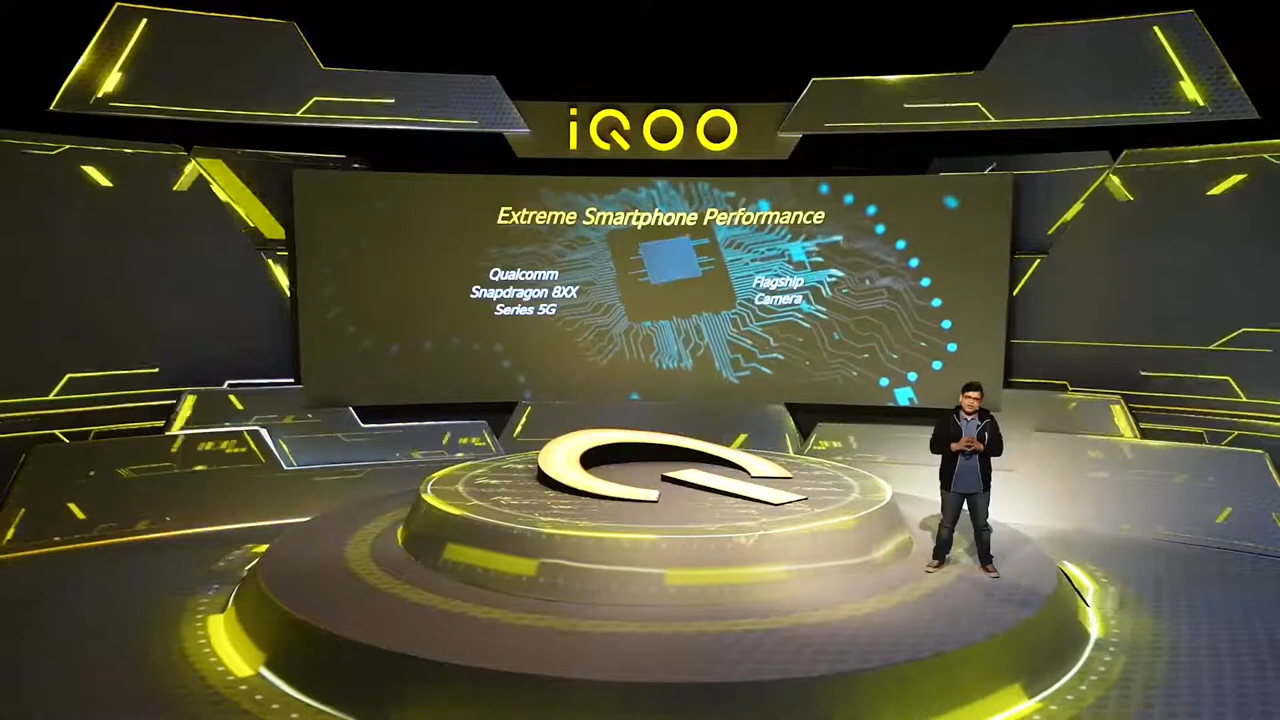 iQOO
Extreme Smartphone Performance
Qualcomm
Snapdragon 8XX
Series 5G
Flagship
Camera